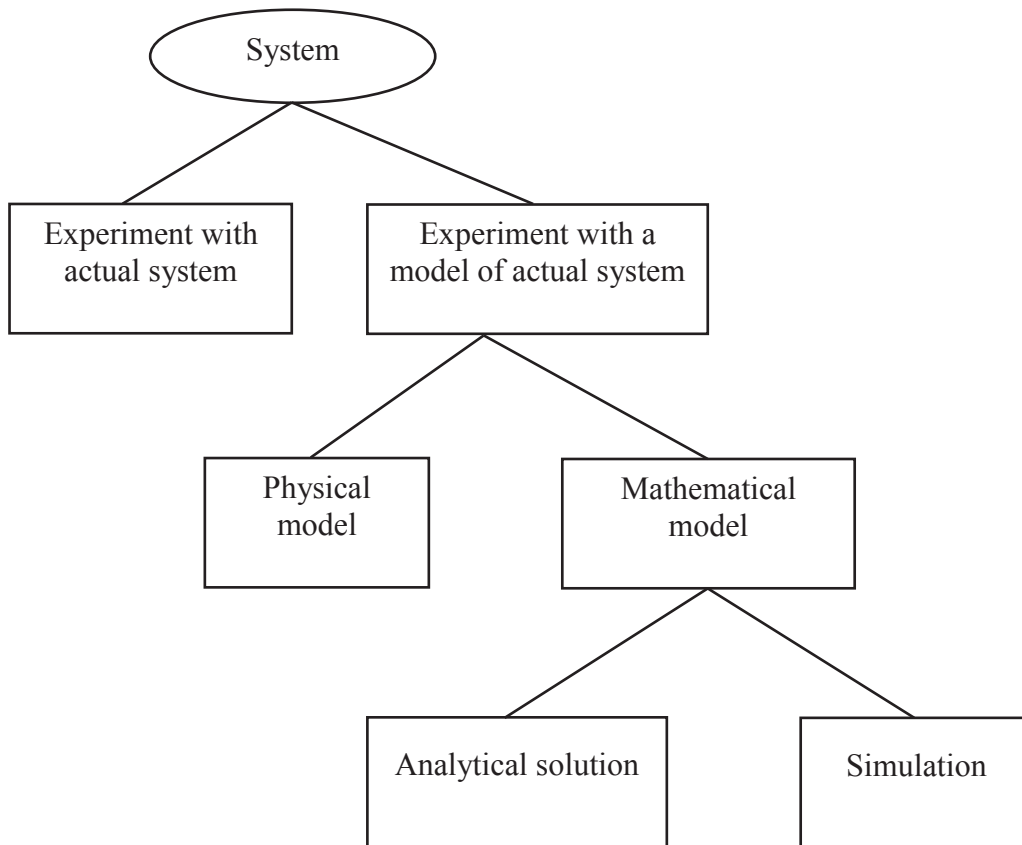 System
Experiment with
actual system
Experiment with a
model of actual system
Physical
model
Mathematical
model
Analytical solution
Simulation